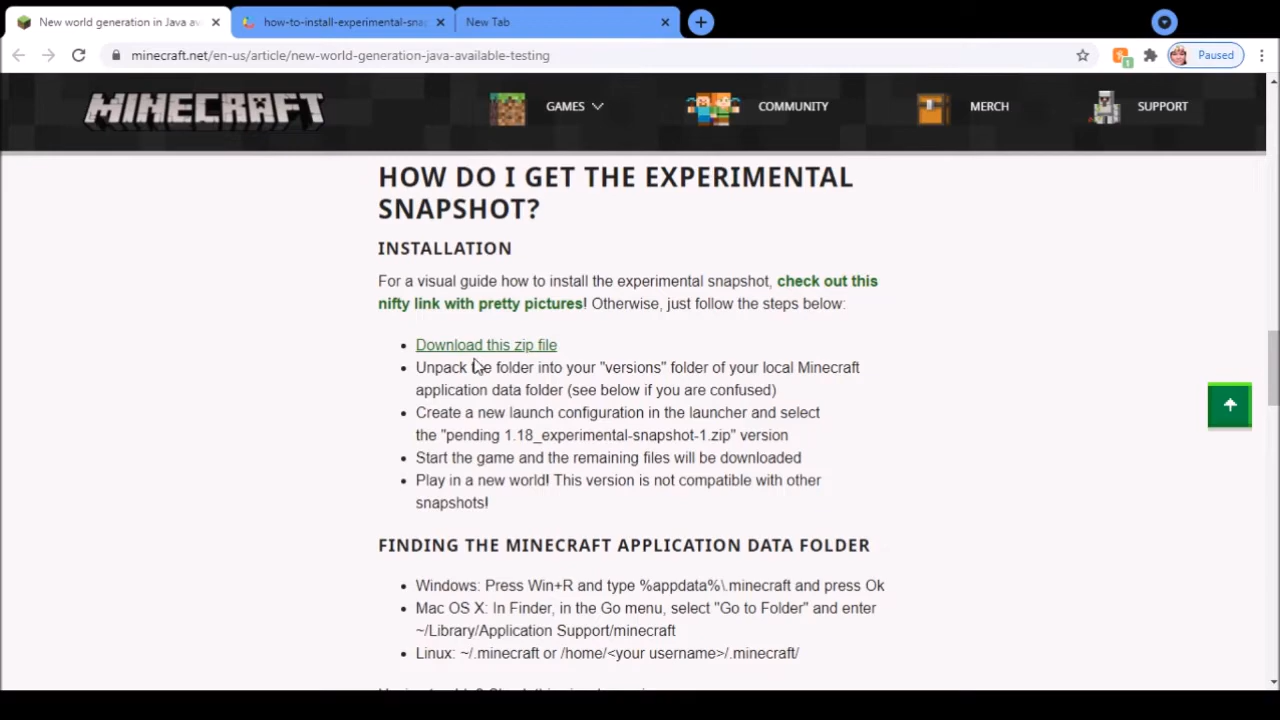 New world generation in Java av
how-to-install-experimental-snap
New Tab
minecraft.net/en-us/article/new-world-generation-java-available-testing
1
Paused
MINECRAFT
GAMES
COMMUNITY
MERCH
SUPPORT
HOW DO I GET THE EXPERIMENTAL
SNAPSHOT?
INSTALLATION
For a visual guide how to install the experimental snapshot, check out this
nifty link with pretty pictures! Otherwise, just follow the steps below:
• Download this zip file
• Unpack the folder into your "versions" folder of your local Minecraft
application data folder (see below if you are confused)
• Create a new launch configuration in the launcher and select
the "pending 1.18_experimental-snapshot-1.zip" version
• Start the game and the remaining files will be downloaded
• Play in a new world! This version is not compatible with other
snapshots!
FINDING THE MINECRAFT APPLICATION DATA FOLDER
• Windows: Press Win+R and type %appdata%\.minecraft and press Ok
• Mac OS X: In Finder, in the Go menu, select "Go to Folder" and enter
~/Library/Application Support/minecraft
• Linux: ~/.minecraft or /home/<your username>/.minecraft/